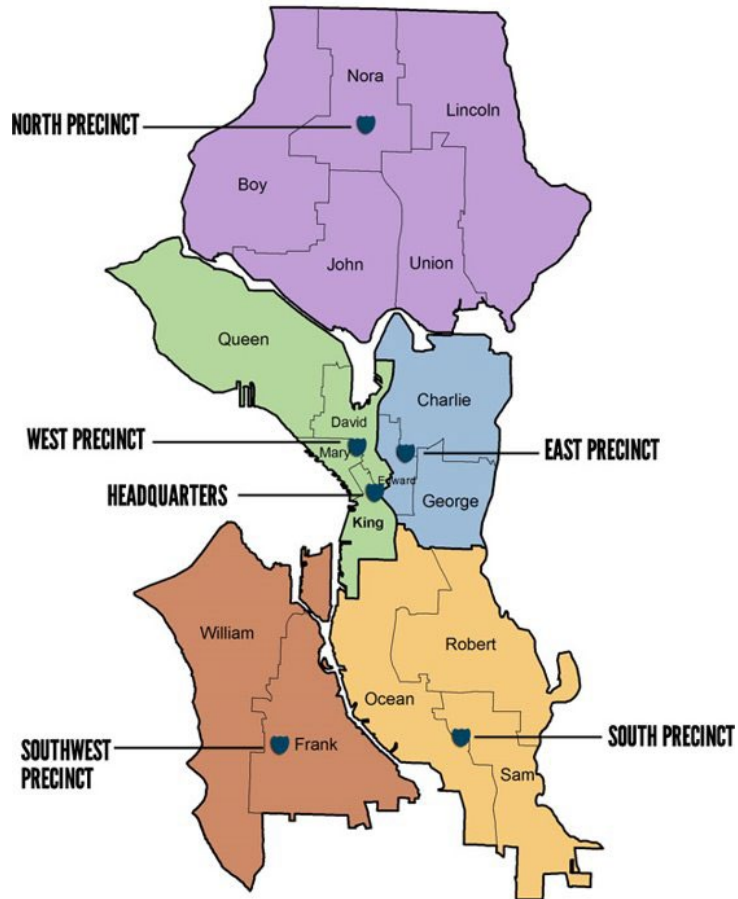 Nora
Lincoln
NORTH PRECINCT
Boy
John
Union
Queen
Charlie
David
WEST PRECINCT
Mary
EAST PRECINCT
Edward
HEADQUARTERS
George
King
William
Robert
Ocean
SOUTHWEST
PRECINCT
Frank
SOUTH PRECINCT
Sam